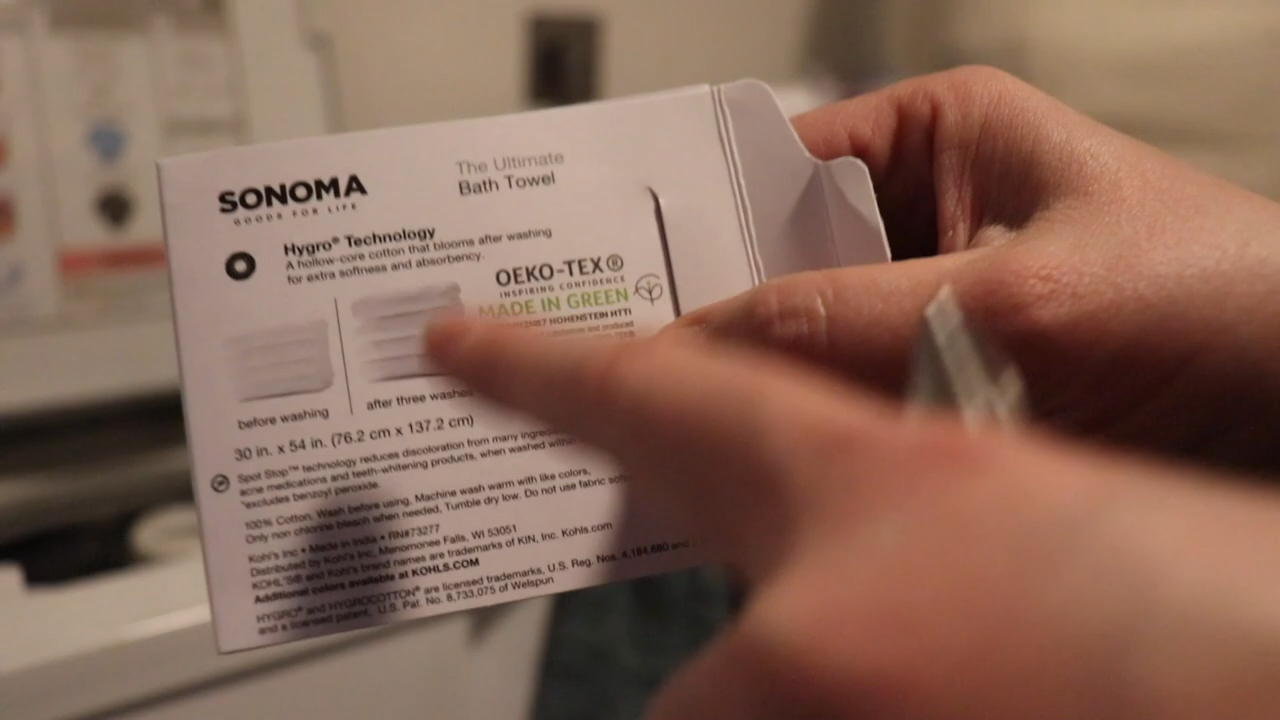 SONOMA
GOODS FOR LIFE
The Ultimate
Bath Towel
Hygro® Technology
A hollow-core cotton that blooms after washing
for extra softness and absorbency.
OEKO-TEX®
INSPIRING CONFIDENCE
MADE IN GREEN
HOHENSTEIN HTTI
before washing
after three washes
30 in. x 54 in. (76.2 cm x 137.2 cm)
Spot Stop™ technology reduces discoloration from many
acne medications and teeth-whitening products, when washed within
*excludes benzoyl peroxide.
100% Cotton. Wash before using. Machine wash warm with like colors.
Only non chlorine bleach when needed, Tumble dry low. Do not use fabric
Kohl's Inc • Made in India • RN#73277
Distributed by Kohl's Inc, Menomonee Falls, WI 53051
KOHL'S® and Kohl's brand names are trademarks of KIN, Inc. Kohls.com
Additional colors available at KOHLS.COM
HYGRO® and HYGROCOTTON® are licensed trademarks, U.S. Reg. Nos. 4,184,680 and
and a licensed patent, U.S. Pat. No. 8,733,075 of Welspun